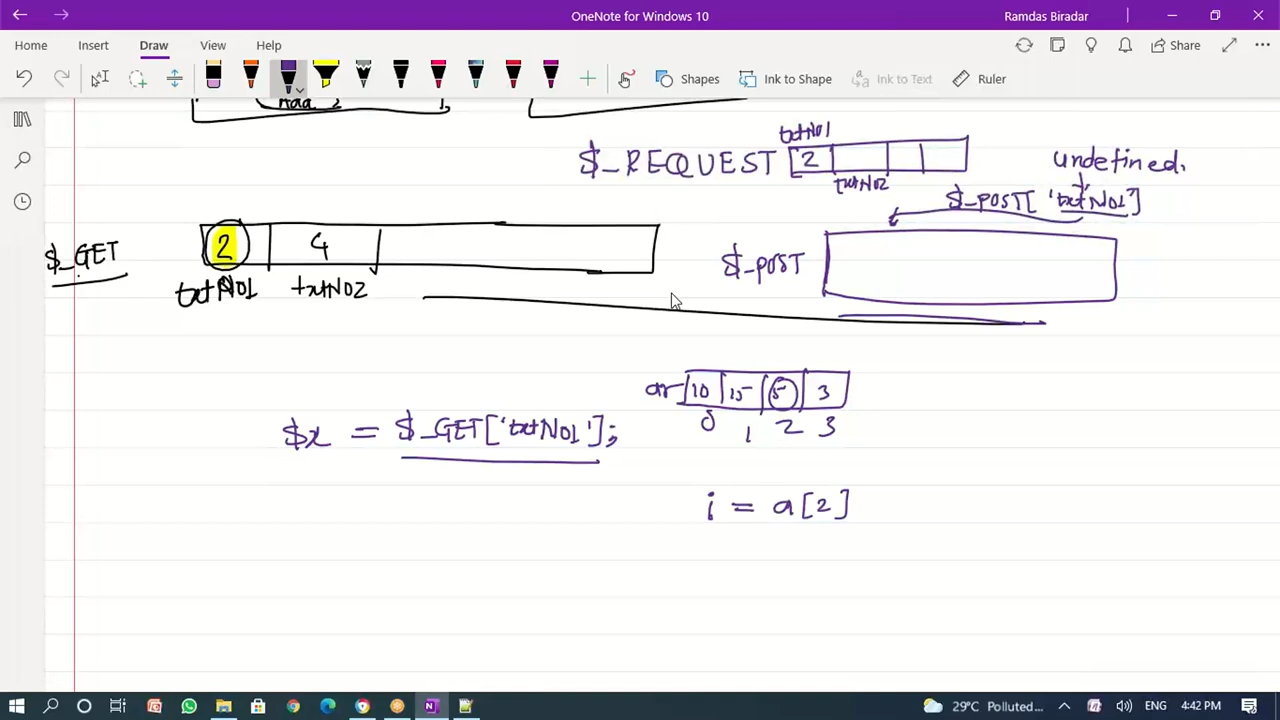 OneNote for Windows 10
Ramdas Biradar
Home Insert Draw View Help
Share
Shapes Ink to Shape Ink to Text Ruler
Add
$_REQUEST txtNo1 2 txtNo2
undefined.
$_POST['txtNo1']
$_GET 2 4
txtNo1 txtNo2
$_POST
ar 10 15 5 3
0 1 2 3
$x = $_GET['txtNo1'];
i = a[2]
29°C Polluted... ENG 4:42 PM